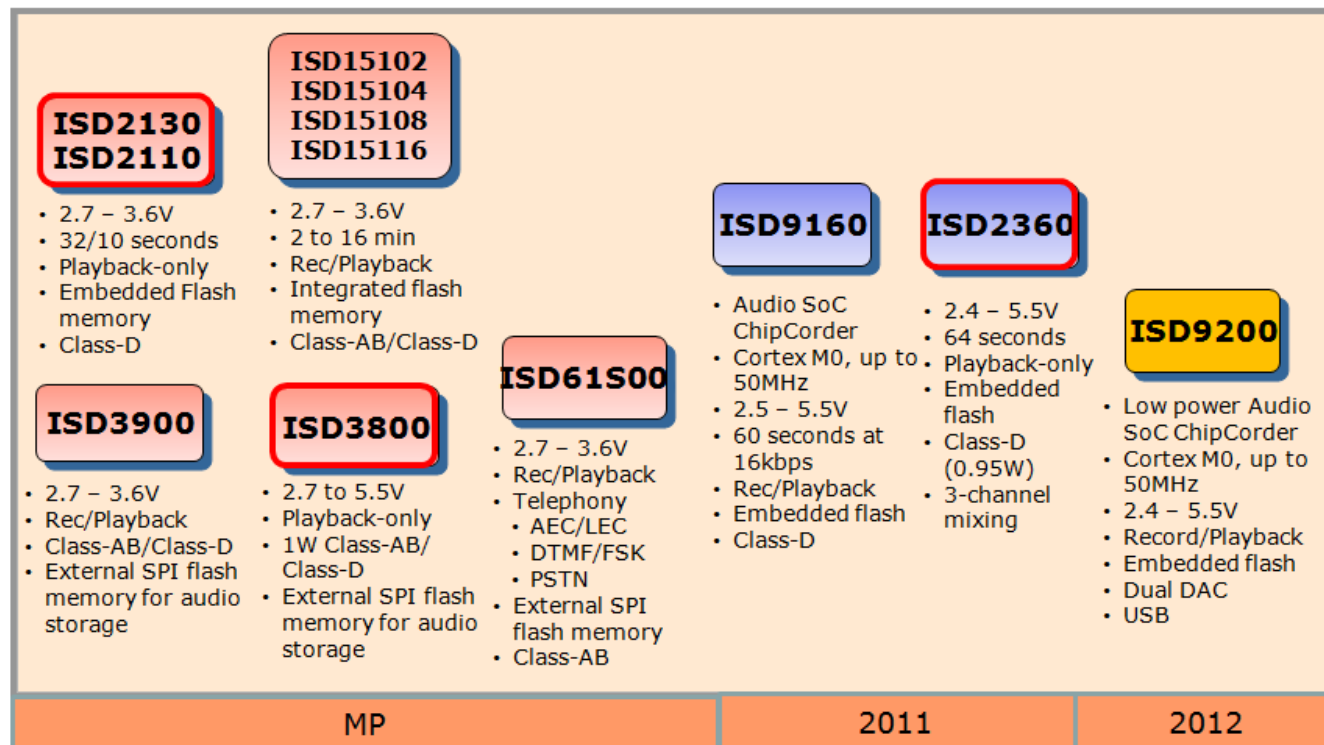 ISD2130
ISD2110
• 2.7 – 3.6V
• 32/10 seconds
• Playback-only
• Embedded Flash
memory
• Class-D
ISD15102
ISD15104
ISD15108
ISD15116
• 2.7 – 3.6V
• 2 to 16 min
• Rec/Playback
• Integrated flash
memory
• Class-AB/Class-D
ISD3900
• 2.7 – 3.6V
• Rec/Playback
• Class-AB/Class-D
• External SPI flash
memory for audio
storage
ISD3800
• 2.7 to 5.5V
• Playback-only
• 1W Class-AB/
Class-D
• External SPI flash
memory for audio
storage
ISD61S00
• 2.7 – 3.6V
• Rec/Playback
• Telephony
• AEC/LEC
• DTMF/FSK
• PSTN
• External SPI
flash memory
• Class-AB
ISD9160
• Audio SoC
ChipCorder
• Cortex M0, up to
50MHz
• 2.5 – 5.5V
• 60 seconds at
16kbps
• Rec/Playback
• Embedded flash
• Class-D
ISD2360
• 2.4 – 5.5V
• 64 seconds
• Playback-only
• Embedded
flash
• Class-D
(0.95W)
• 3-channel
mixing
ISD9200
• Low power Audio
SoC ChipCorder
• Cortex M0, up to
50MHz
• 2.4 – 5.5V
• Record/Playback
• Embedded flash
• Dual DAC
• USB
MP
2011
2012